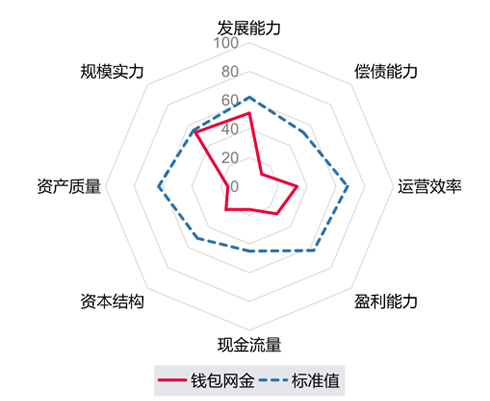 发展能力
100
规模实力
偿债能力
80
60
40
20
资产质量
0
运营效率
资本结构
盈利能力
现金流量
钱包网金 标准值